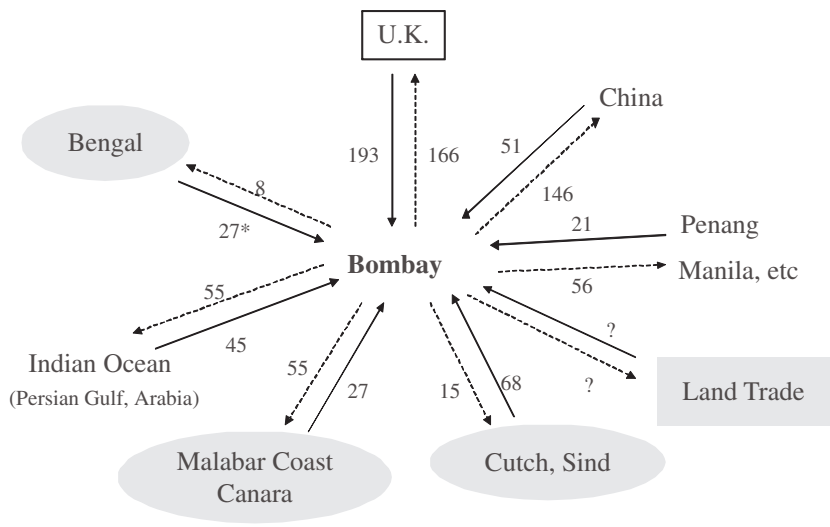 U.K.
China
Bengal
193
166
51
8
146
27*
21
Penang
Bombay
Manila, etc
55
56
45
?
Indian Ocean
(Persian Gulf, Arabia)
55
27
15
68
?
Land Trade
Malabar Coast
Canara
Cutch, Sind